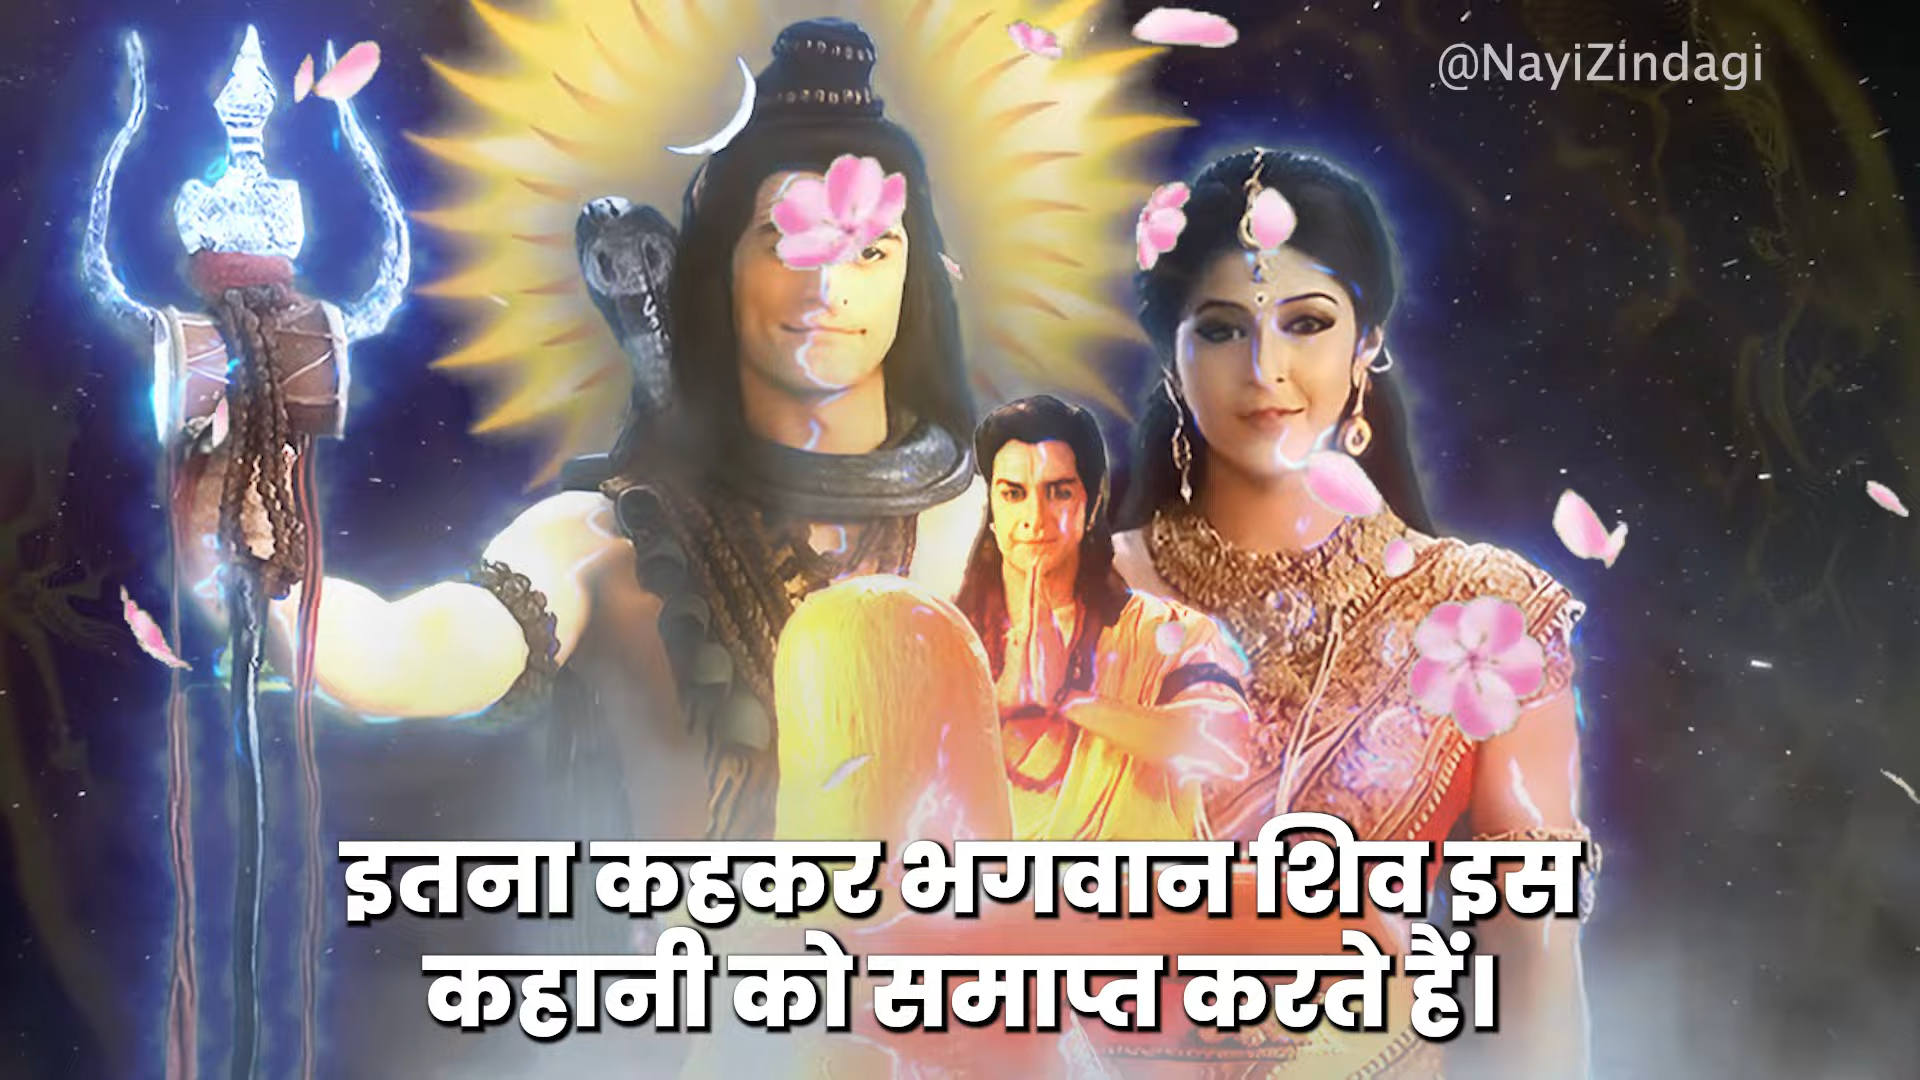 @NayiZindagi
इतना कहकर भगवान शिव इस
कहानी को समाप्त करते हैं।